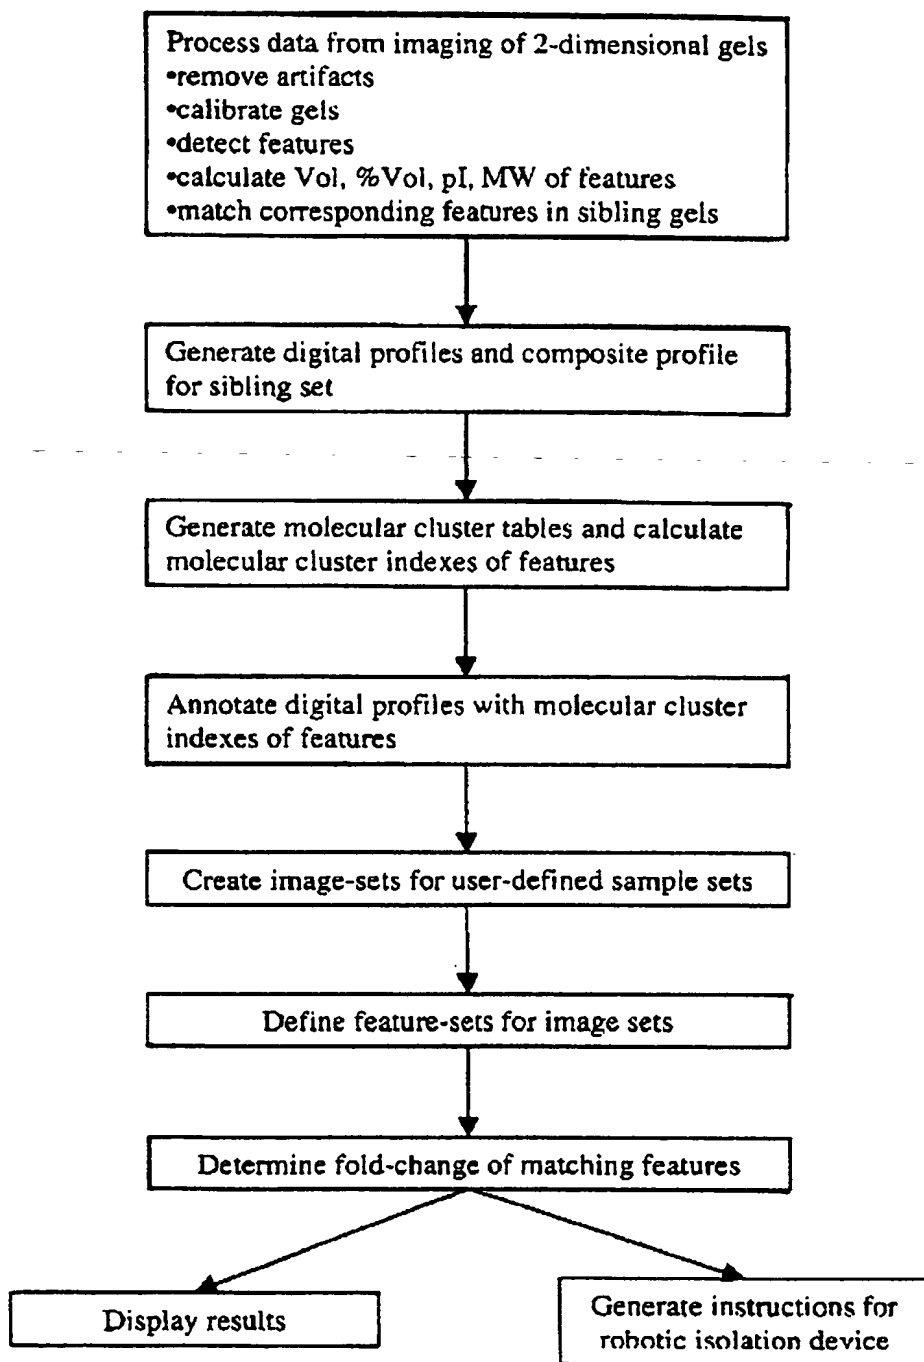 Process data from imaging of 2-dimensional gels
•remove artifacts
•calibrate gels
•detect features
•calculate Vol, %Vol, pI, MW of features
•match corresponding features in sibling gels
Generate digital profiles and composite profile
for sibling set
Generate molecular cluster tables and calculate
molecular cluster indexes of features
Annotate digital profiles with molecular cluster
indexes of features
Create image-sets for user-defined sample sets
Define feature-sets for image sets
Determine fold-change of matching features
Display results
Generate instructions for
robotic isolation device